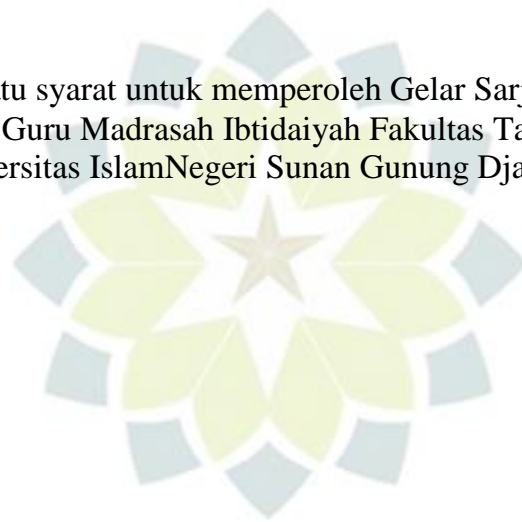 tu syarat untuk memperoleh Gelar Sar
Guru Madrasah Ibtidaiyah Fakultas Ta
ersitas IslamNegeri Sunan Gunung Dja